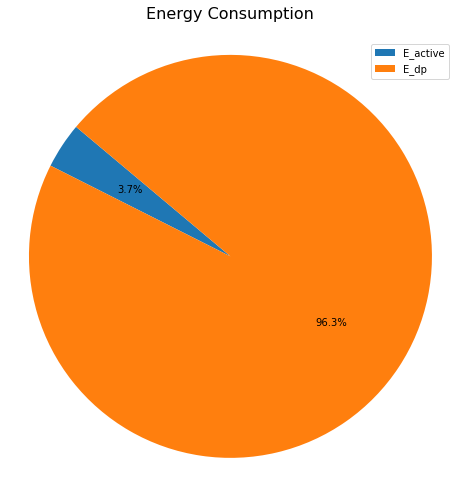 Energy Consumption
E_active
E_dp
3.7%
96.3%